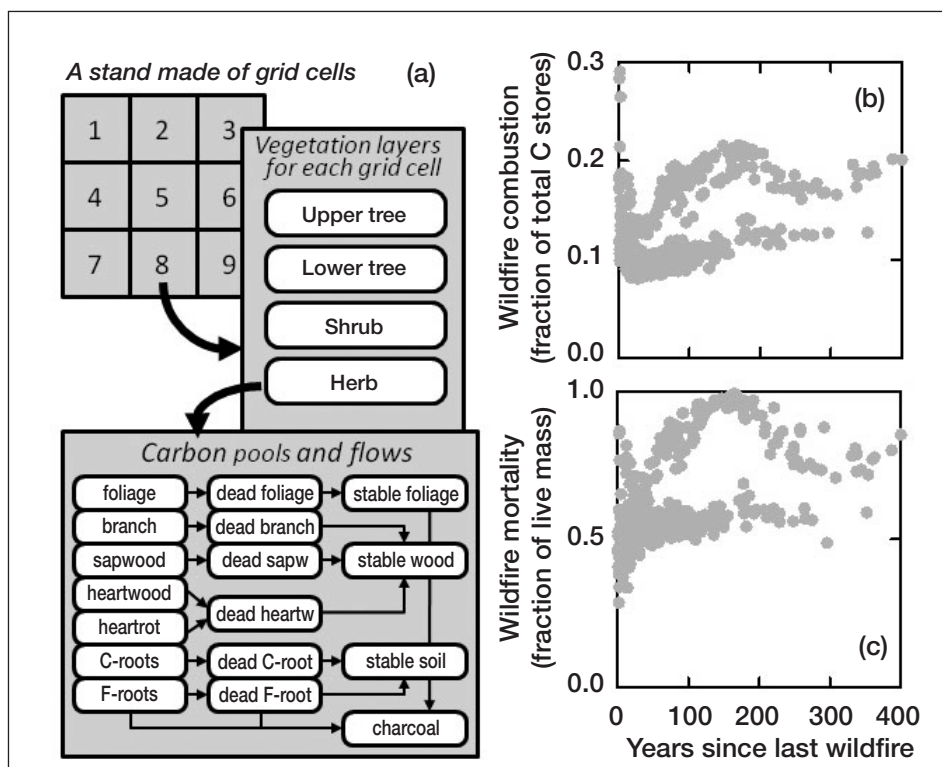 A stand made of grid cells
(a)
1 2 3
4 5 6
7 8 9
Vegetation layers
for each grid cell
Upper tree
Lower tree
Shrub
Herb
Carbon pools and flows
foliage dead foliage stable foliage
branch dead branch
sapwood dead sapw stable wood
heartwood
dead heartw
heartrot
C-roots dead C-root stable soil
F-roots dead F-root
charcoal
Wildfire combustion
(fraction of total C stores)
0.3
0.2
0.1
0.0
(b)
Wildfire mortality
(fraction of live mass)
1.0
0.5
0.0
(c)
0 100 200 300 400
Years since last wildfire